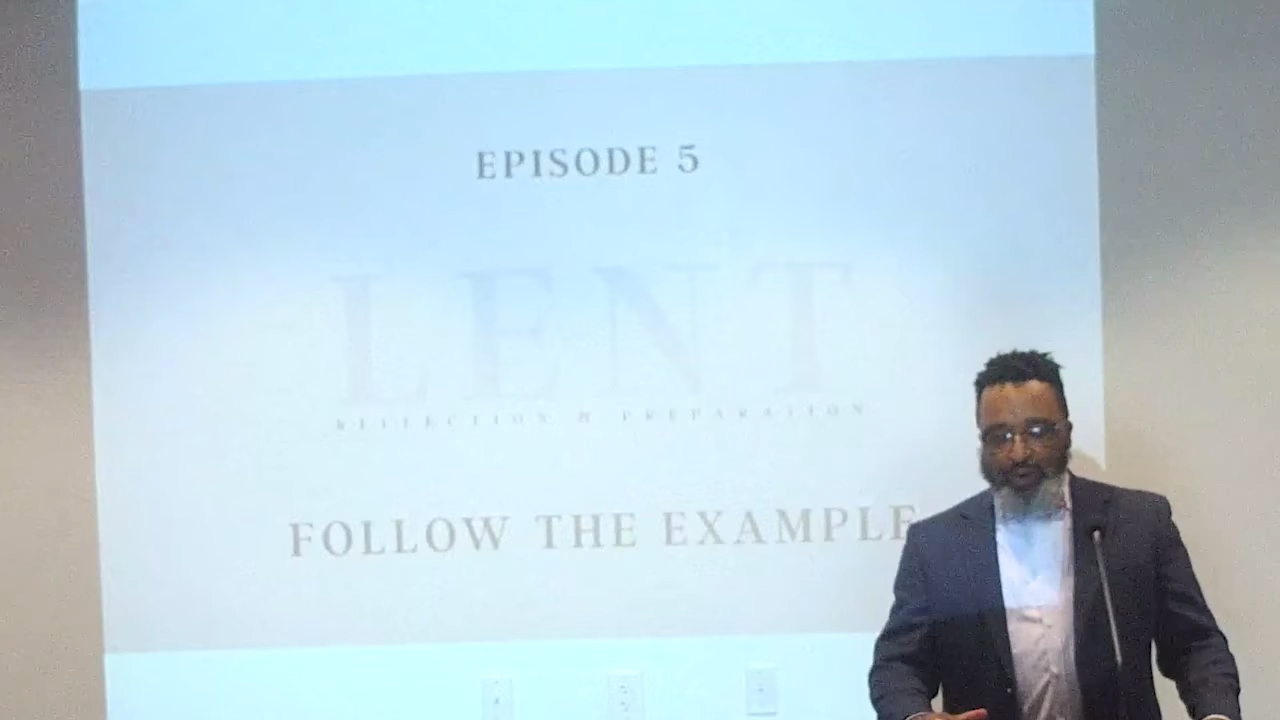 EPISODE 5
LENT
REFLECTION & PREPARATION
FOLLOW THE EXAMPLE